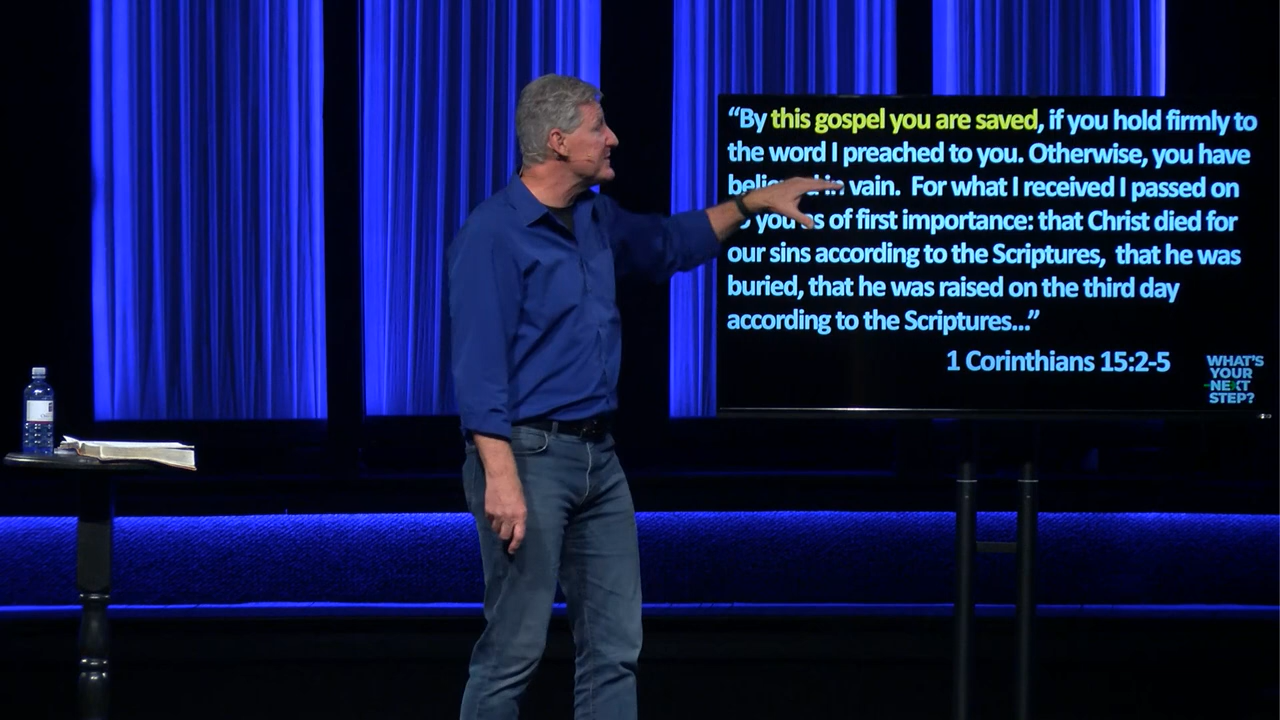 “By this gospel you are saved, if you hold firmly to
the word I preached to you. Otherwise, you have
in vain.  For what I received I passed on
you as of first importance: that Christ died for
our sins according to the Scriptures,  that he was
buried, that he was raised on the third day
according to the Scriptures...”
1 Corinthians 15:2-5
WHAT'S
YOUR
NEXT
STEP?